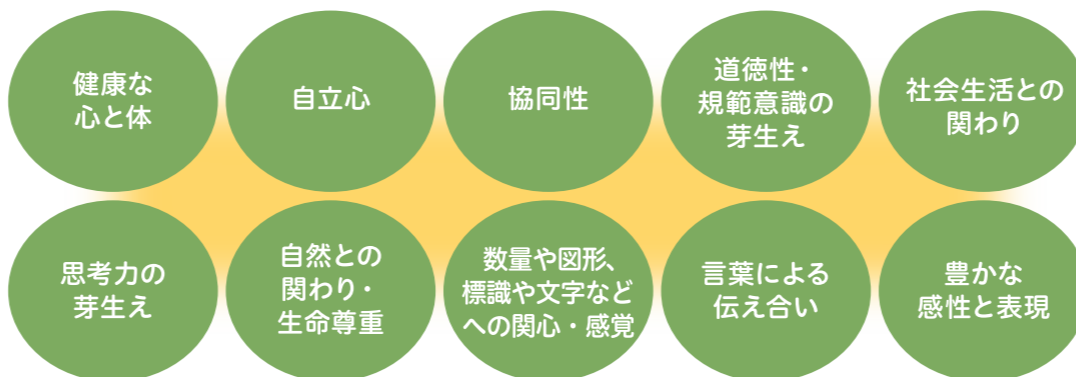 健康な
心と体
自立心
協同性
道徳性・
規範意識の
芽生え
社会生活との
関わり
思考力の
芽生え
自然との
関わり・
生命尊重
数量や図形、
標識や文字など
への関心・感覚
言葉による
伝え合い
豊かな
感性と表現